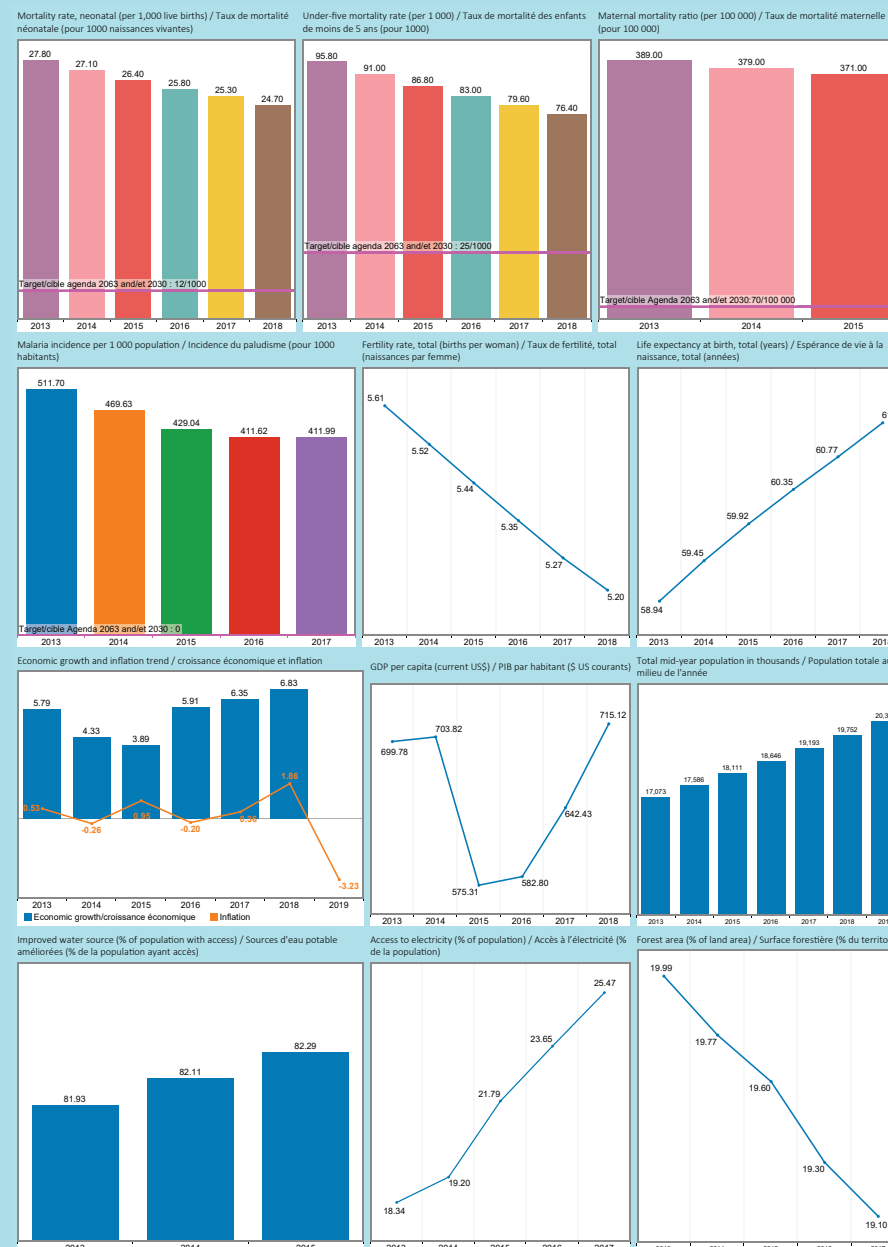 Mortality rate, neonatal (per 1,000 live births) / Taux de mortalité
néonatale (pour 1000 naissances vivantes)
27.80
27.10
26.40
25.80
25.30
24.70
Target/cible agenda 2063 and/et 2030 : 12/1000
2013 2014 2015 2016 2017 2018
Under-five mortality rate (per 1 000) / Taux de mortalité des enfants
de moins de 5 ans (pour 1000)
95.80
91.00
86.80
83.00
79.60
76.40
Target/cible agenda 2063 and/et 2030 : 25/1000
2013 2014 2015 2016 2017 2018
Maternal mortality ratio (per 100 000) / Taux de mortalité maternelle
(pour 100 000)
389.00
379.00
371.00
Target/cible Agenda 2063 and/et 2030:70/100 000
2013 2014 2015
Malaria incidence per 1 000 population / Incidence du paludisme (pour 1000
habitants)
511.70
469.63
429.04
411.62
411.99
Target/cible Agenda 2063 and/et 2030 : 0
2013 2014 2015 2016 2017
Fertility rate, total (births per woman) / Taux de fertilité, total
(naissances par femme)
5.61
5.52
5.44
5.35
5.27
5.20
2013 2014 2015 2016 2017 2018
Life expectancy at birth, total (years) / Espérance de vie à la
naissance, total (années)
58.94
59.45
59.92
60.35
60.77
2013 2014 2015 2016 2017
Economic growth and inflation trend / croissance économique et inflation
5.79
4.33
3.89
5.91
6.35
6.83
0.53
-0.26
0.95
-0.20
0.36
1.86
-3.23
2013 2014 2015 2016 2017 2018 2019
Economic growth/croissance économique Inflation
GDP per capita (current US$) / PIB par habitant ($ US courants)
699.78
703.82
575.31
582.80
642.43
715.12
2013 2014 2015 2016 2017 2018
Total mid-year population in thousands / Population totale au
milieu de l'année
17,073
17,586
18,111
18,646
19,193
19,752
2013 2014 2015 2016 2017 2018
Improved water source (% of population with access) / Sources d'eau potable
améliorées (% de la population ayant accès)
81.93
82.11
82.29
Access to electricity (% of population) / Accès à l'électricité (%
de la population)
18.34
19.20
21.79
23.65
25.47
Forest area (% of land area) / Surface forestière (% du
19.99
19.77
19.60
19.30
19.10